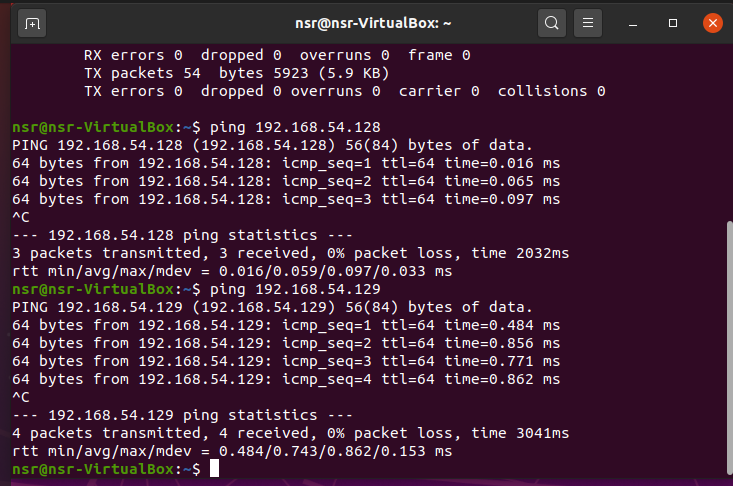 nsr@nsr-VirtualBox: ~
RX errors 0  dropped 0  overruns 0  frame 0
TX packets 54  bytes 5923 (5.9 KB)
TX errors 0  dropped 0 overruns 0  carrier 0  collisions 0
nsr@nsr-VirtualBox:~$ ping 192.168.54.128
PING 192.168.54.128 (192.168.54.128) 56(84) bytes of data.
64 bytes from 192.168.54.128: icmp_seq=1 ttl=64 time=0.016 ms
64 bytes from 192.168.54.128: icmp_seq=2 ttl=64 time=0.065 ms
64 bytes from 192.168.54.128: icmp_seq=3 ttl=64 time=0.097 ms
^C
--- 192.168.54.128 ping statistics ---
3 packets transmitted, 3 received, 0% packet loss, time 2032ms
rtt min/avg/max/mdev = 0.016/0.059/0.097/0.033 ms
nsr@nsr-VirtualBox:~$ ping 192.168.54.129
PING 192.168.54.129 (192.168.54.129) 56(84) bytes of data.
64 bytes from 192.168.54.129: icmp_seq=1 ttl=64 time=0.484 ms
64 bytes from 192.168.54.129: icmp_seq=2 ttl=64 time=0.856 ms
64 bytes from 192.168.54.129: icmp_seq=3 ttl=64 time=0.771 ms
64 bytes from 192.168.54.129: icmp_seq=4 ttl=64 time=0.862 ms
^C
--- 192.168.54.129 ping statistics ---
4 packets transmitted, 4 received, 0% packet loss, time 3041ms
rtt min/avg/max/mdev = 0.484/0.743/0.862/0.153 ms
nsr@nsr-VirtualBox:~$